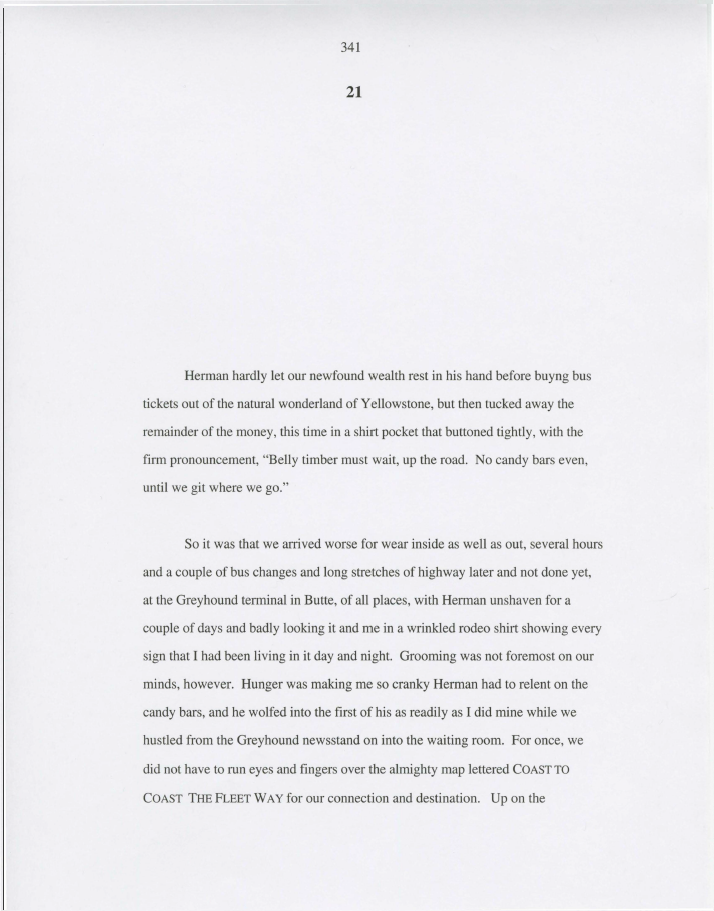 341
21
Herman hardly let our newfound wealth rest in his hand before buyng bus
tickets out of the natural wonderland of Yellowstone, but then tucked away the
remainder of the money, this time in a shirt pocket that buttoned tightly, with the
firm pronouncement, “Belly timber must wait, up the road.  No candy bars even,
until we git where we go.”
So it was that we arrived worse for wear inside as well as out, several hours
and a couple of bus changes and long stretches of highway later and not done yet,
at the Greyhound terminal in Butte, of all places, with Herman unshaven for a
couple of days and badly looking it and me in a wrinkled rodeo shirt showing every
sign that I had been living in it day and night.  Grooming was not foremost on our
minds, however.  Hunger was making me so cranky Herman had to relent on the
candy bars, and he wolfed into the first of his as readily as I did mine while we
hustled from the Greyhound newsstand on into the waiting room.  For once, we
did not have to run eyes and fingers over the almighty map lettered COAST TO
COAST THE FLEET WAY for our connection and destination.  Up on the